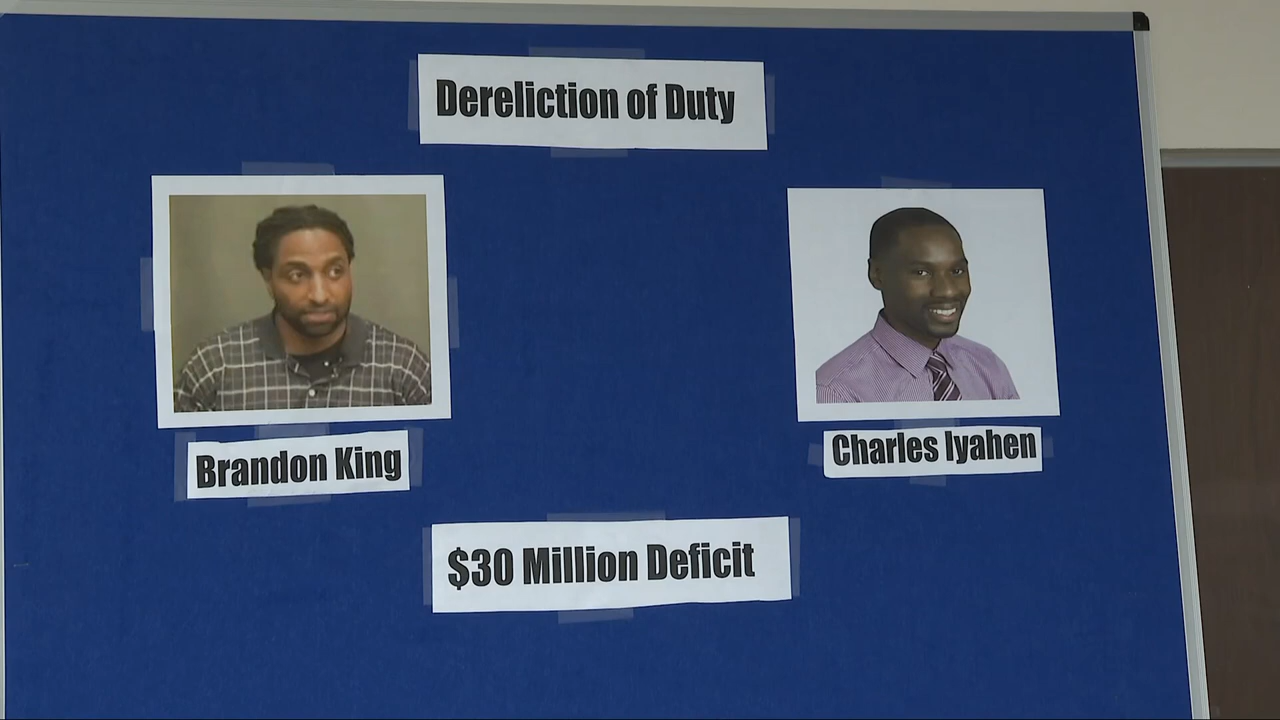 Dereliction of Duty
Brandon King
Charles Iyahen
$30 Million Deficit